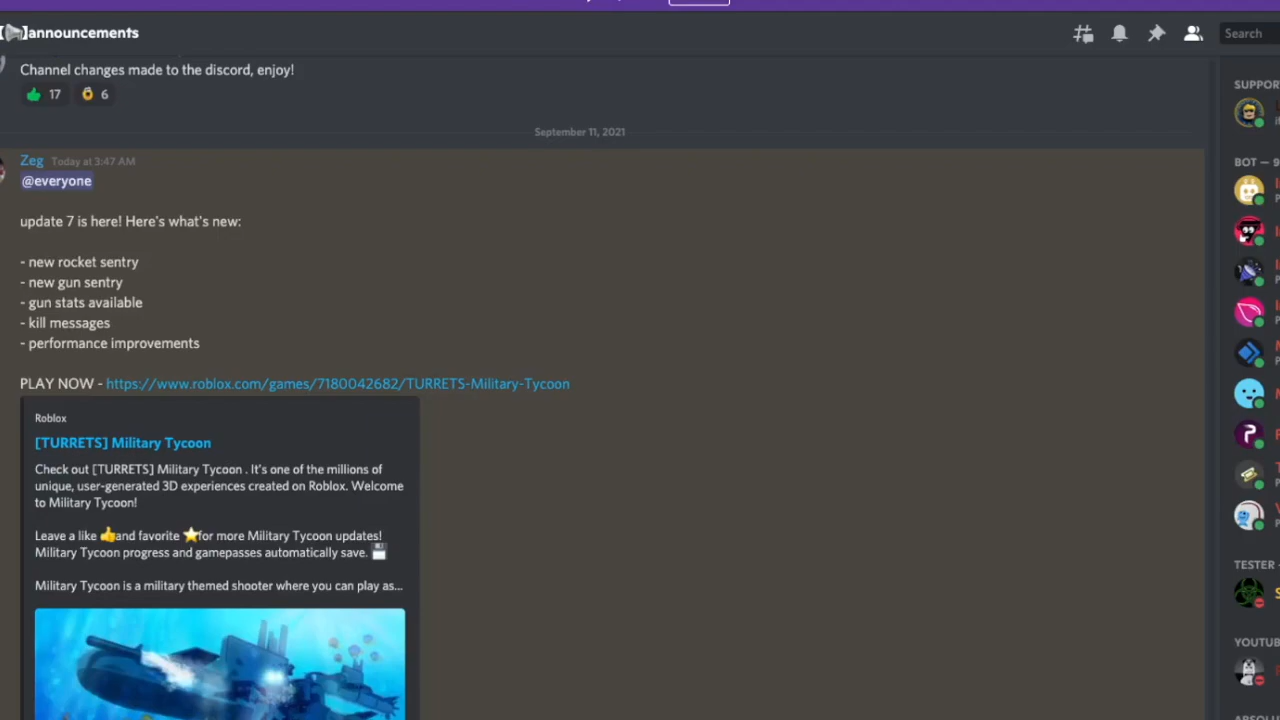 announcements
Search
Channel changes made to the discord, enjoy!
17 6
September 11, 2021
Zeg Today at 3:47 AM
@everyone
update 7 is here! Here's what's new:
- new rocket sentry
- new gun sentry
- gun stats available
- kill messages
- performance improvements
PLAY NOW - https://www.roblox.com/games/7180042682/TURRETS-Military-Tycoon
Roblox
[TURRETS] Military Tycoon
Check out [TURRETS] Military Tycoon . It's one of the millions of
unique, user-generated 3D experiences created on Roblox. Welcome
to Military Tycoon!
Leave a like 👍and favorite ⭐for more Military Tycoon updates!
Military Tycoon progress and gamepasses automatically save. 💾
Military Tycoon is a military themed shooter where you can play as...
SUPPOR
BOT — 9
TESTER -
YOUTUB